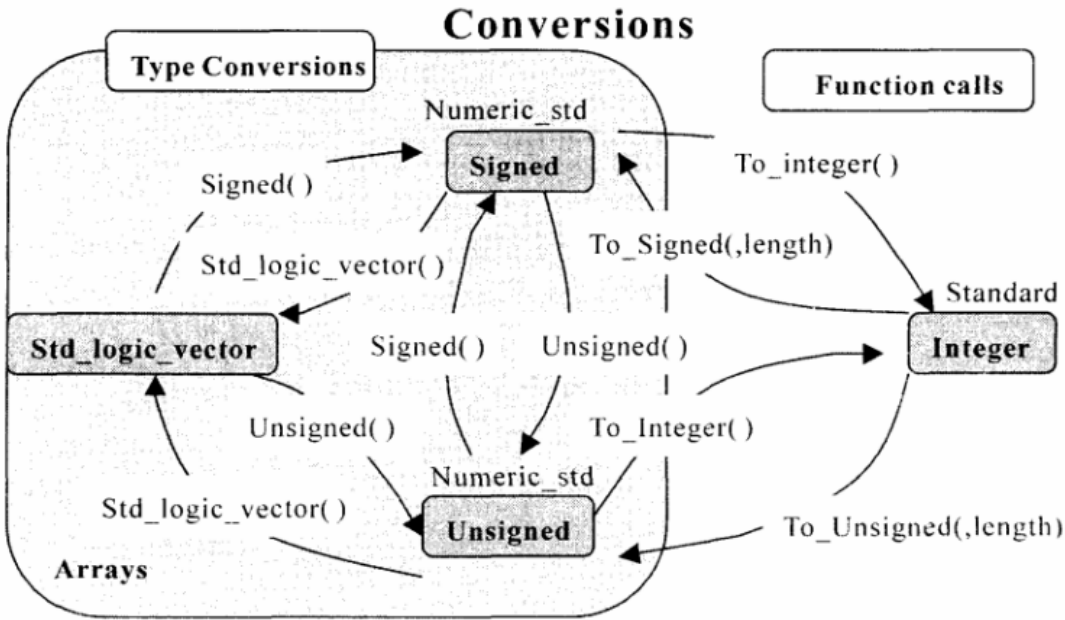 Conversions
Type Conversions
Function calls
Numeric_std
Signed
To_integer( )
Signed( )
Std_logic_vector( )
To_Signed(,length)
Standard
Std_logic_vector
Signed( )
Unsigned( )
Integer
Unsigned( )
To_Integer( )
Numeric_std
Std_logic_vector( )
Unsigned
To_Unsigned(,length)
Arrays